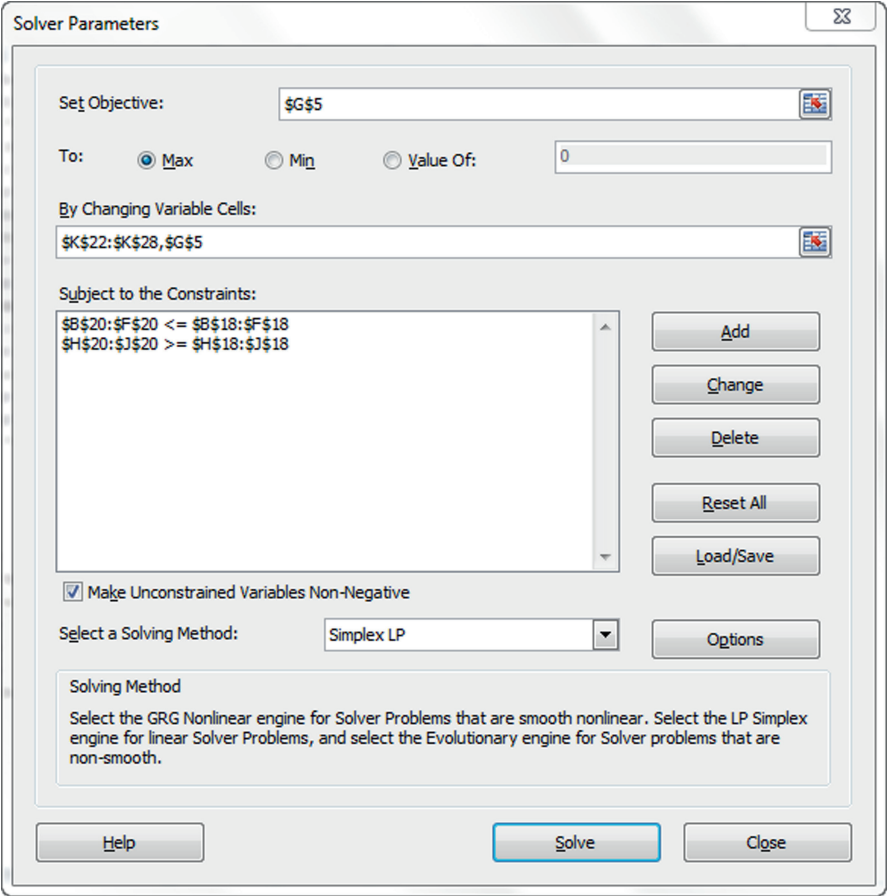 Solver Parameters
Set Objective: $G$5
To: Max Min Value Of: 0
By Changing Variable Cells:
$K$22:$K$28,$G$5
Subject to the Constraints:
$B$20:$F$20 <= $B$18:$F$18
$H$20:$J$20 >= $H$18:$J$18
Add
Change
Delete
Reset All
Load/Save
Make Unconstrained Variables Non-Negative
Select a Solving Method: Simplex LP Options
Solving Method
Select the GRG Nonlinear engine for Solver Problems that are smooth nonlinear. Select the LP Simplex
engine for linear Solver Problems, and select the Evolutionary engine for Solver problems that are
non-smooth.
Help Solve Close